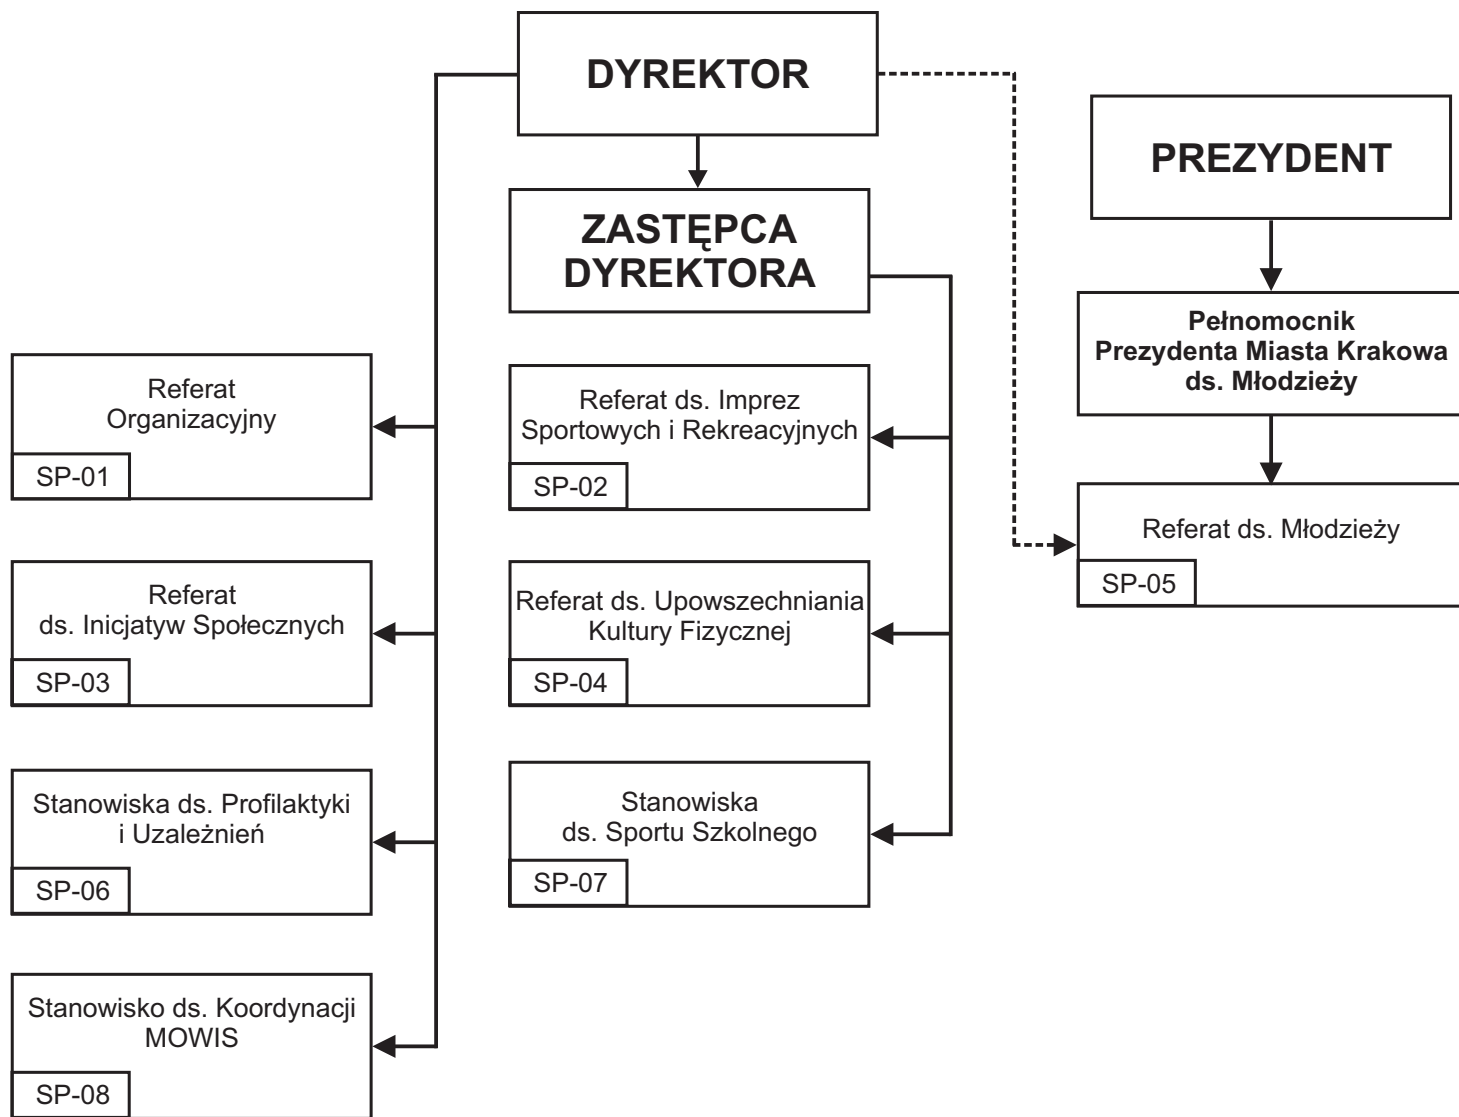 DYREKTOR
PREZYDENT
ZASTĘPCA
DYREKTORA
Pełnomocnik
Prezydenta Miasta Krakowa
ds. Młodzieży
Referat
Organizacyjny
SP-01
Referat ds. Imprez
Sportowych i Rekreacyjnych
SP-02
Referat ds. Młodzieży
SP-05
Referat
ds. Inicjatyw Społecznych
SP-03
Referat ds. Upowszechniania
Kultury Fizycznej
SP-04
Stanowiska ds. Profilaktyki
i Uzależnień
SP-06
Stanowiska
ds. Sportu Szkolnego
SP-07
Stanowisko ds. Koordynacji
MOWIS
SP-08